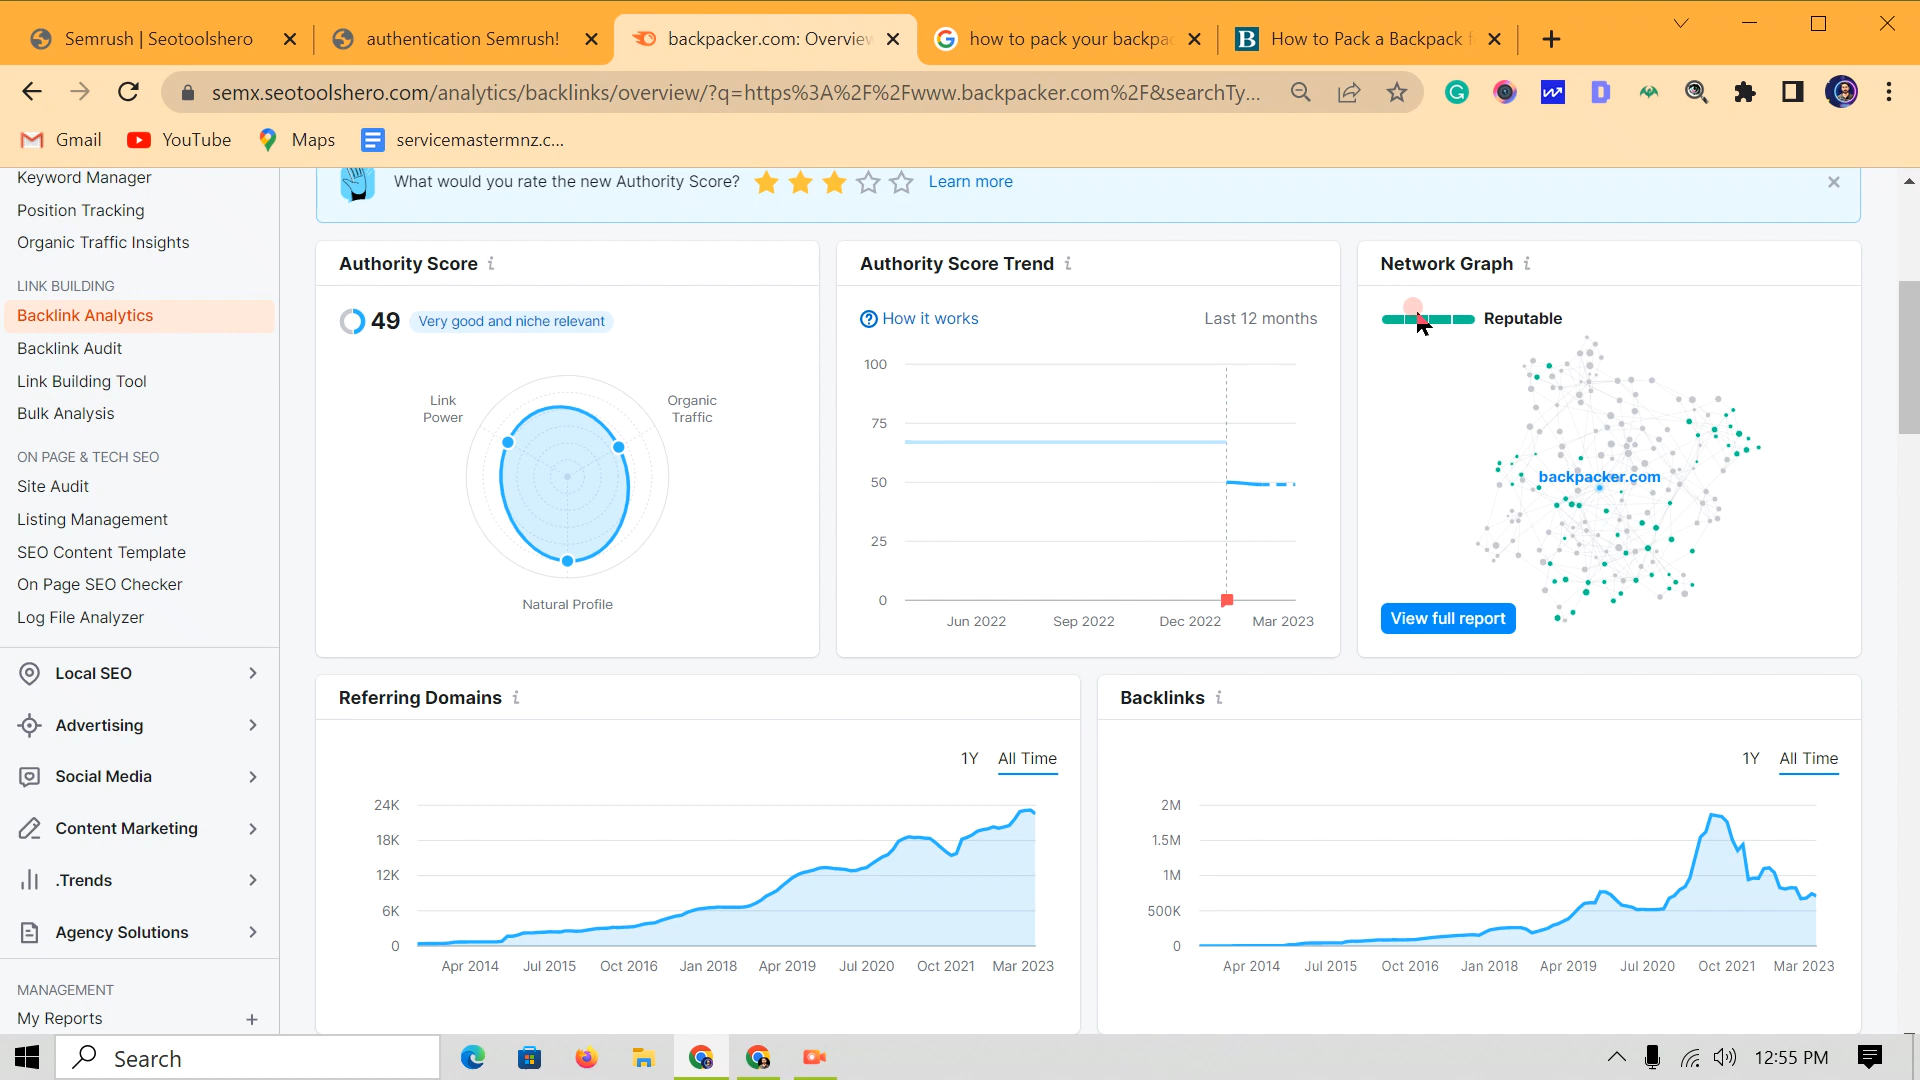 Semrush | Seotoolshero
authentication Semrush!
backpacker.com: Overview
how to pack your backpac
B
How to Pack a Backpack f
semx.seotoolshero.com/analytics/backlinks/overview/?q=https%3A%2F%2Fwww.backpacker.com%2F&searchTy...
Gmail
YouTube
Maps
servicemastermnz.c...
Keyword Manager
Position Tracking
Organic Traffic Insights
LINK BUILDING
Backlink Analytics
Backlink Audit
Link Building Tool
Bulk Analysis
ON PAGE & TECH SEO
Site Audit
Listing Management
SEO Content Template
On Page SEO Checker
Log File Analyzer
Local SEO
Advertising
Social Media
Content Marketing
.Trends
Agency Solutions
MANAGEMENT
My Reports +
What would you rate the new Authority Score?
Learn more
Authority Score i
49 Very good and niche relevant
Link
Power
Organic
Traffic
Natural Profile
Authority Score Trend i
How it works
Last 12 months
100
75
50
25
0
Jun 2022 Sep 2022 Dec 2022 Mar 2023
Network Graph i
Reputable
backpacker.com
View full report
Referring Domains i
1Y All Time
24K
18K
12K
6K
0
Apr 2014 Jul 2015 Oct 2016 Jan 2018 Apr 2019 Jul 2020 Oct 2021 Mar 2023
Backlinks i
1Y All Time
2M
1.5M
1M
500K
0
Apr 2014 Jul 2015 Oct 2016 Jan 2018 Apr 2019 Jul 2020 Oct 2021 Mar 2023
Search
12:55 PM